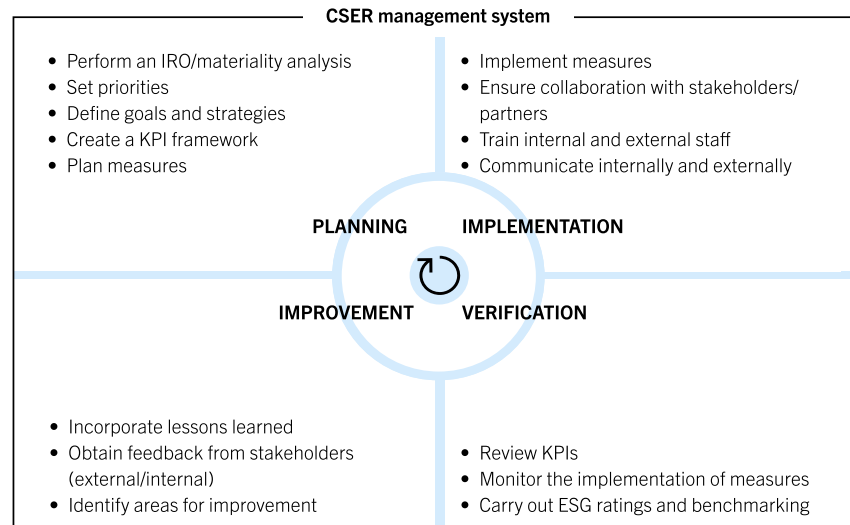 CSER management system
• Perform an IRO/materiality analysis
• Set priorities
• Define goals and strategies
• Create a KPI framework
• Plan measures
• Implement measures
• Ensure collaboration with stakeholders/
partners
• Train internal and external staff
• Communicate internally and externally
PLANNING
IMPLEMENTATION
IMPROVEMENT
VERIFICATION
• Incorporate lessons learned
• Obtain feedback from stakeholders
(external/internal)
• Identify areas for improvement
• Review KPIs
• Monitor the implementation of measures
• Carry out ESG ratings and benchmarking